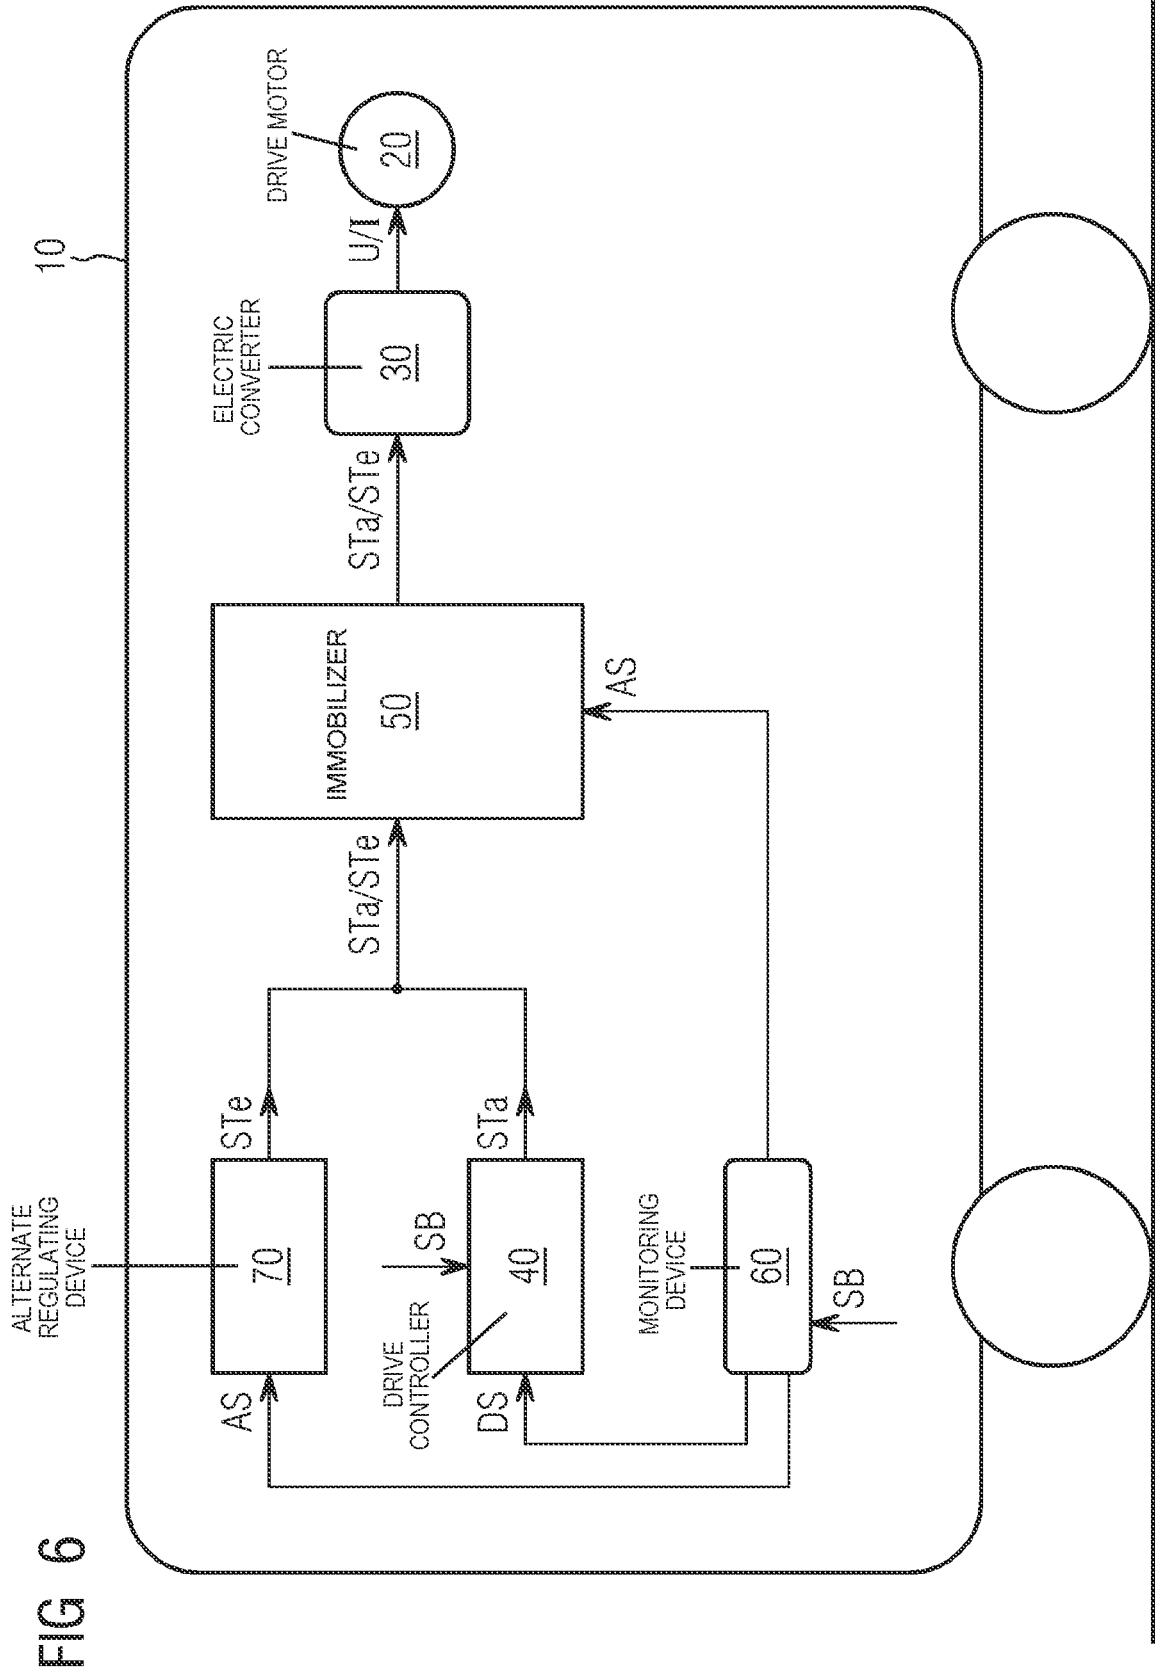 FIG 6
10
ALTERNATE
REGULATING
DEVICE
70
AS
STe
DRIVE
CONTROLLER
40
SB
DS
STa
MONITORING
DEVICE
60
SB
STa/STe
IMMOBILIZER
50
AS
STa/STe
ELECTRIC
CONVERTER
30
U/I
DRIVE MOTOR
20